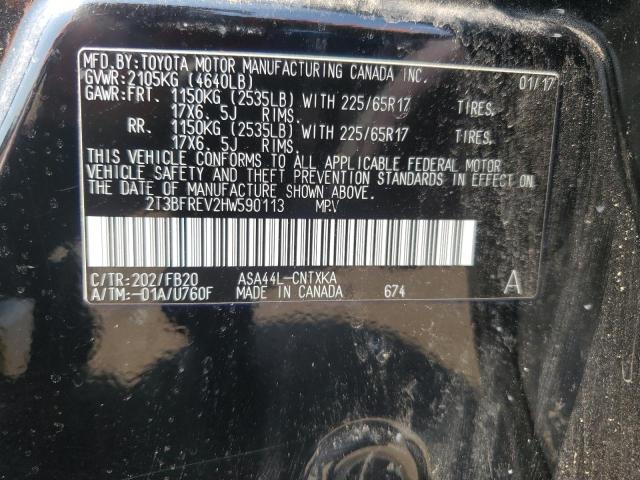 MFD.BY:TOYOTA MOTOR MANUFACTURING CANADA INC. 01/17
GVWR:2105KG (4640LB)
GAWR:FRT. 1150KG (2535LB) WITH 225/65R17 TIRES,
17X6.5J RIMS.
RR. 1150KG (2535LB) WITH 225/65R17 TIRES,
17X6.5J RIMS.
THIS VEHICLE CONFORMS TO ALL APPLICABLE FEDERAL MOTOR
VEHICLE SAFETY AND THEFT PREVENTION STANDARDS IN EFFECT ON
THE DATE OF MANUFACTURE SHOWN ABOVE.
2T3BFREV2HW590113 MPV
C/TR:202/FB20 ASA44L-CNTXKA A
A/TM:-01A/U760F MADE IN CANADA 674